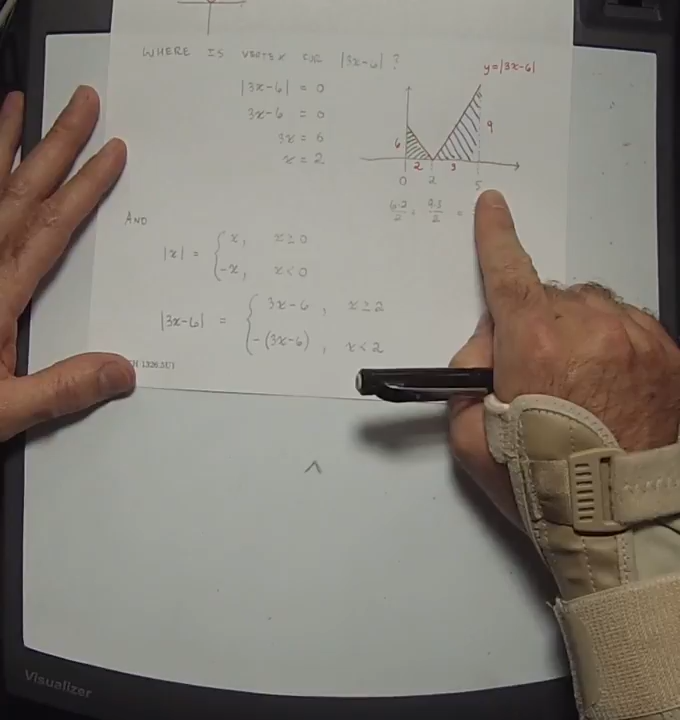 WHERE IS VERTEX FOR |3x-6| ?
|3x-6| = 0
3x-6 = 0
3x = 6
x = 2
y=|3x-6|
6
9
2
3
0
2
5
6·2/2 + 9·3/2 =
AND
|x| = { x, x≥0
-x, x<0
|3x-6| = { 3x-6 , x≥2
-(3x-6) , x<2
^
Visualizer